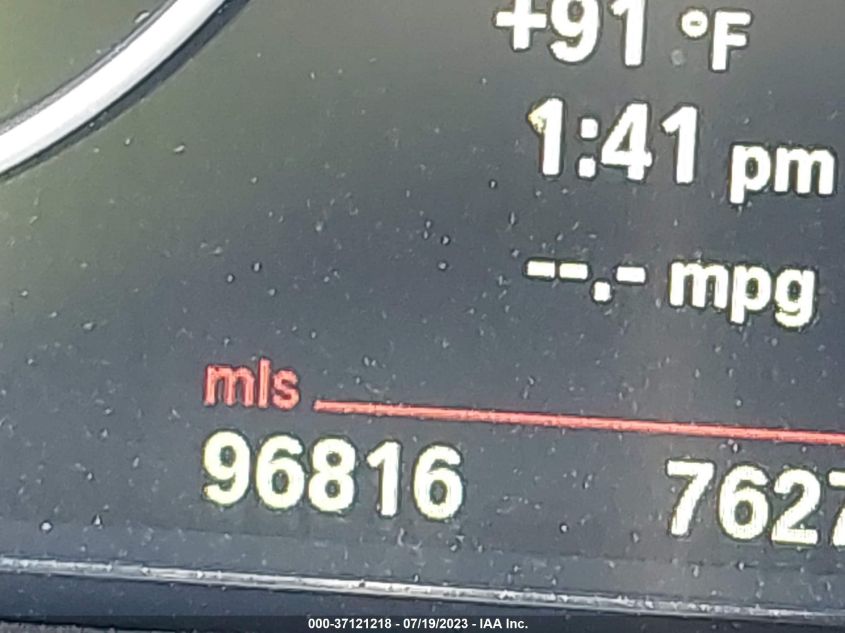 +91 °F
1:41 pm
--.- mpg
mls
96816 7627
000-37121218 - 07/19/2023 - IAA Inc.